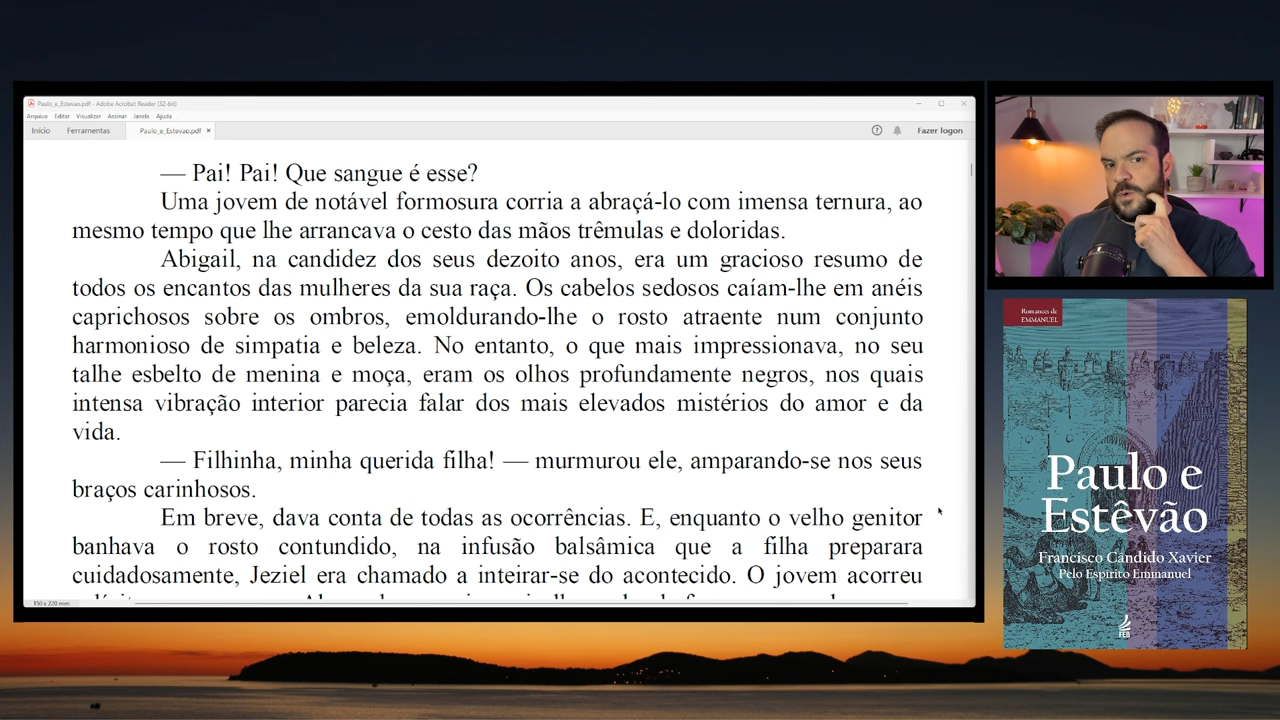 Paulo_e_Estevao.pdf - Adobe Acrobat Reader (32-bit)
Arquivo Editar Visualizar Assinar Janela Ajuda
Início Ferramentas Paulo_e_Estevao.pdf × Fazer logon
— Pai! Pai! Que sangue é esse?
Uma jovem de notável formosura corria a abraçá-lo com imensa ternura, ao
mesmo tempo que lhe arrancava o cesto das mãos trêmulas e doloridas.
Abigail, na candidez dos seus dezoito anos, era um gracioso resumo de
todos os encantos das mulheres da sua raça. Os cabelos sedosos caíam-lhe em anéis
caprichosos sobre os ombros, emoldurando-lhe o rosto atraente num conjunto
harmonioso de simpatia e beleza. No entanto, o que mais impressionava, no seu
talhe esbelto de menina e moça, eram os olhos profundamente negros, nos quais
intensa vibração interior parecia falar dos mais elevados mistérios do amor e da
vida.
— Filhinha, minha querida filha! — murmurou ele, amparando-se nos seus
braços carinhosos.
Em breve, dava conta de todas as ocorrências. E, enquanto o velho genitor
banhava o rosto contundido, na infusão balsâmica que a filha preparara
cuidadosamente, Jeziel era chamado a inteirar-se do acontecido. O jovem acorreu
150 x 220 mm
Romances de
EMMANUEL
Paulo e
Estêvão
Francisco Cândido Xavier
Pelo Espírito Emmanuel
FEB